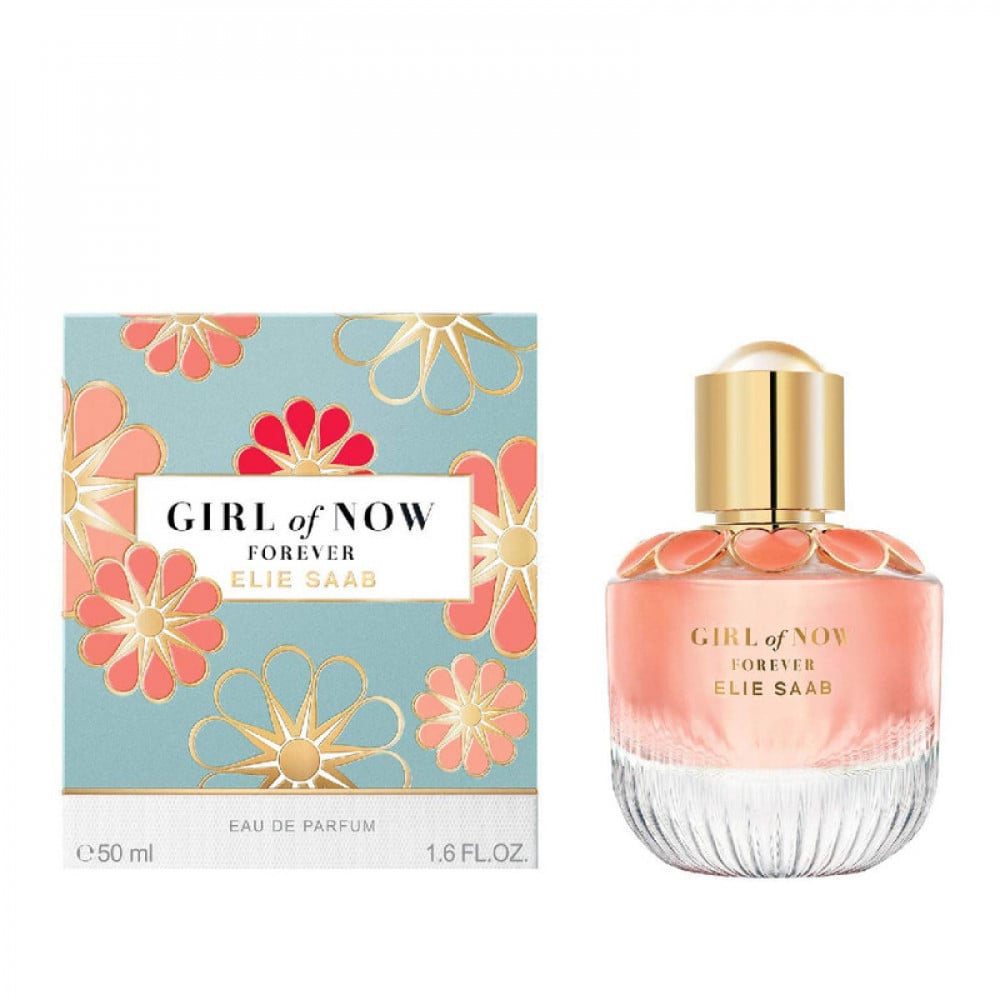 GIRL of NOW
FOREVER
ELIE SAAB
EAU DE PARFUM
℮50 ml
1.6 FL.OZ.
GIRL of NOW
FOREVER
ELIE SAAB